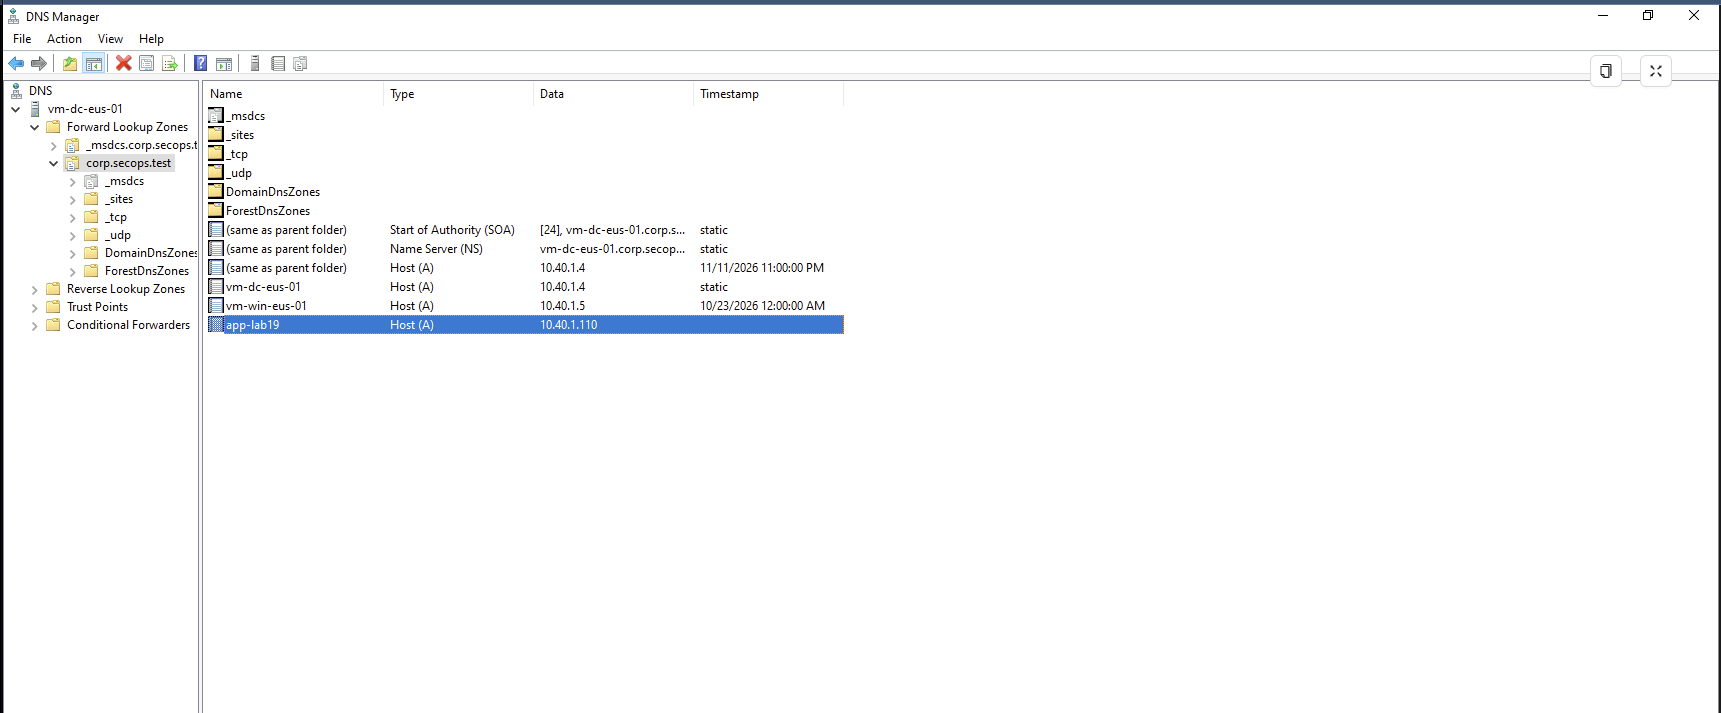 DNS Manager
File Action View Help
DNS
vm-dc-eus-01
Forward Lookup Zones
_msdcs.corp.secops.t
corp.secops.test
_msdcs
_sites
_tcp
_udp
DomainDnsZones
ForestDnsZones
Reverse Lookup Zones
Trust Points
Conditional Forwarders
Name Type Data Timestamp
_msdcs
_sites
_tcp
_udp
DomainDnsZones
ForestDnsZones
(same as parent folder) Start of Authority (SOA) [24], vm-dc-eus-01.corp.s... static
(same as parent folder) Name Server (NS) vm-dc-eus-01.corp.secop... static
(same as parent folder) Host (A) 10.40.1.4 11/11/2026 11:00:00 PM
vm-dc-eus-01 Host (A) 10.40.1.4 static
vm-win-eus-01 Host (A) 10.40.1.5 10/23/2026 12:00:00 AM
app-lab19 Host (A) 10.40.1.110